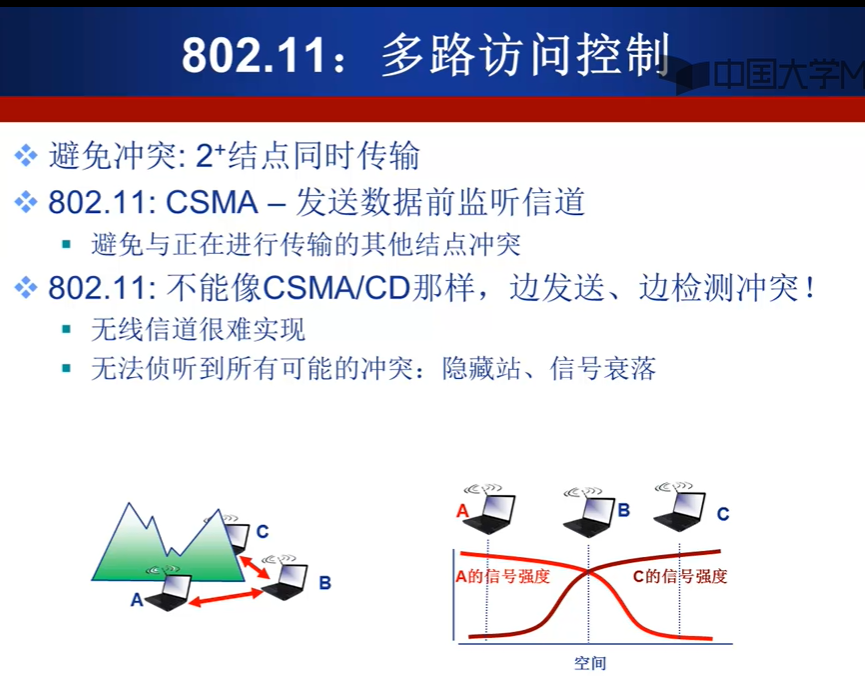 802.11：多路访问控制
中国大学M
避免冲突: 2⁺结点同时传输
802.11: CSMA – 发送数据前监听信道
避免与正在进行传输的其他结点冲突
802.11: 不能像CSMA/CD那样，边发送、边检测冲突！
无线信道很难实现
无法侦听到所有可能的冲突：隐藏站、信号衰落
C
B
A
A
B
C
A的信号强度
C的信号强度
空间